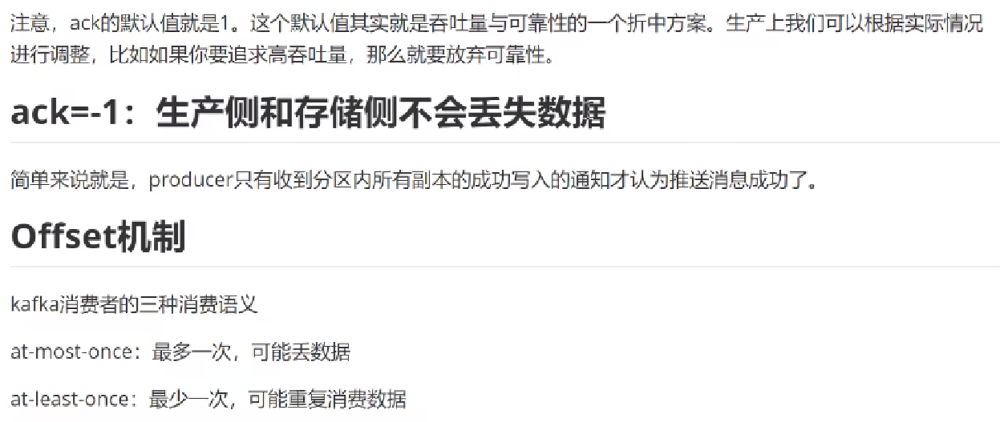 注意，ack的默认值就是1。这个默认值其实就是吞吐量与可靠性的一个折中方案。生产上我们可以根据实际情况
进行调整，比如如果你要追求高吞吐量，那么就要放弃可靠性。
ack=-1：生产侧和存储侧不会丢失数据
简单来说就是，producer只有收到分区内所有副本的成功写入的通知才认为推送消息成功了。
Offset机制
kafka消费者的三种消费语义
at-most-once：最多一次，可能丢数据
at-least-once：最少一次，可能重复消费数据